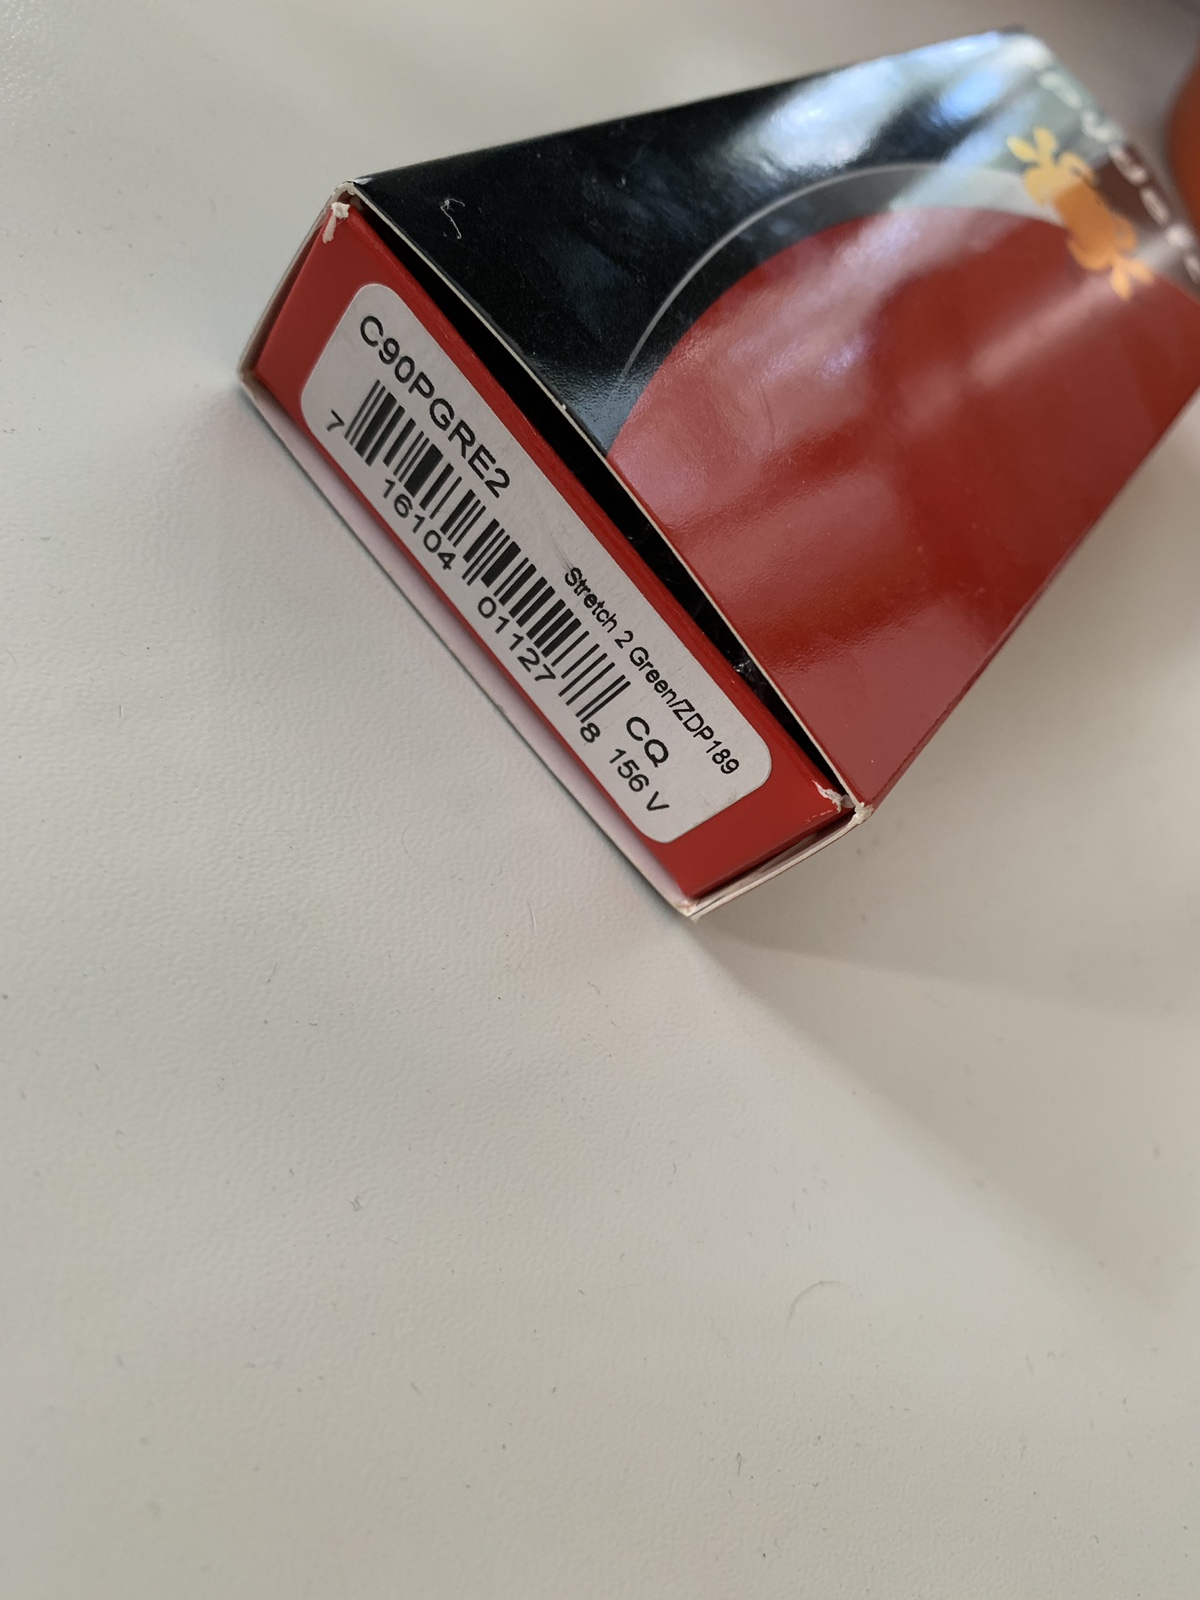 C90PGRE2
Stretch 2 Green/ZDP189
7 16104 01127 8
CQ
156 V